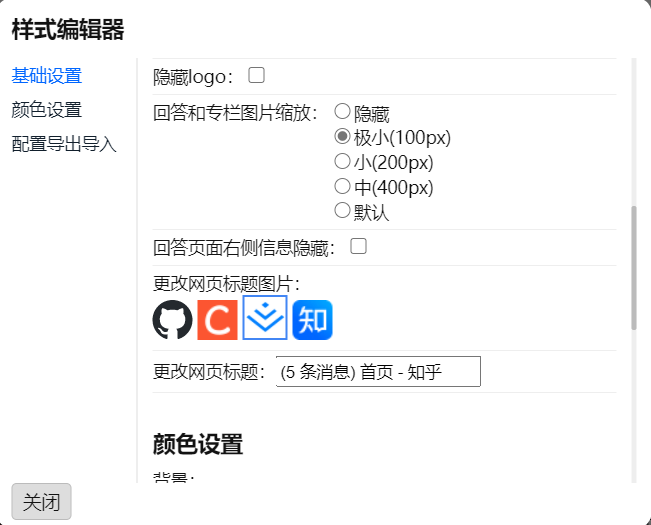 样式编辑器
基础设置
颜色设置
配置导出导入
隐藏logo：
回答和专栏图片缩放：
隐藏
极小(100px)
小(200px)
中(400px)
默认
回答页面右侧信息隐藏：
更改网页标题图片：
C
知
更改网页标题： (5 条消息) 首页 - 知乎
颜色设置
背景：
关闭